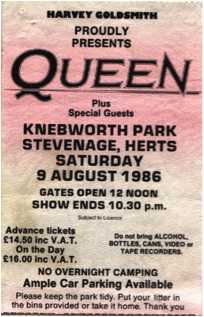 HARVEY GOLDSMITH
PROUDLY
PRESENTS
QUEEN
Plus
Special Guests
KNEBWORTH PARK
STEVENAGE, HERTS
SATURDAY
9 AUGUST 1986
GATES OPEN 12 NOON
SHOW ENDS 10.30 p.m.
Subject to Licence
Advance tickets
£14.50 inc V.A.T.
On the Day
£16.00 inc V.A.T.
Do not bring ALCOHOL,
BOTTLES, CANS, VIDEO or
TAPE RECORDERS.
NO OVERNIGHT CAMPING
Ample Car Parking Available
Please keep the park tidy. Put your litter in
the bins provided or take it home. Thank you